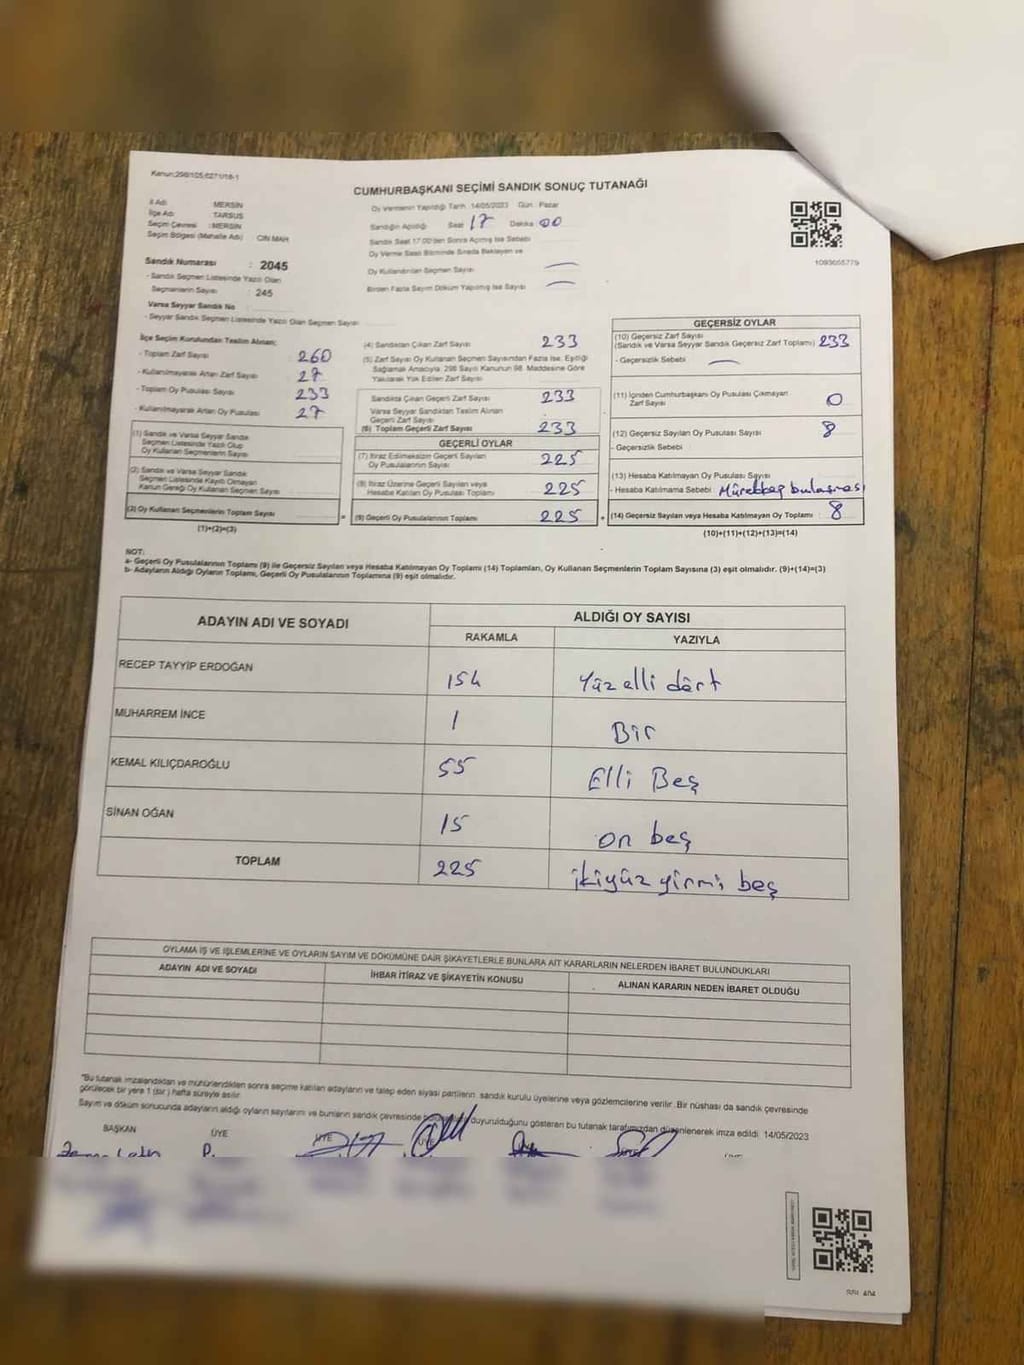 Kanun:298/105,6271/18-1
CUMHURBAŞKANI SEÇİMİ SANDIK SONUÇ TUTANAĞI
İl Adı MERSİN
İlçe Adı TARSUS
Seçim Çevresi :MERSİN
Seçim Bölgesi (Mahalle Adı) CIN MAH
Sandık Numarası : 2045
- Sandık Seçmen Listesinde Yazılı Olan
Seçmenlerin Sayısı : 245
Varsa Seyyar Sandık No
- Seyyar Sandık Seçmen Listesinde Yazılı Olan Seçmen Sayısı
Oy Vermenin Yapıldığı Tarih :14/05/2023 Gün : Pazar
Sandığın Açıldığı Saat 17 Dakika 00
Sandık Saat 17:00'den Sonra Açılmış İse Sebebi
Oy Verme Saati Bitiminde Sırada Bekleyen ve
Oy Kullandırılan Seçmen Sayısı
Birden Fazla Sayım Döküm Yapılmış İse Sayısı
1093655779
İlçe Seçim Kurulundan Teslim Alınan;
- Toplam Zarf Sayısı 260
- Kullanılmayarak Artan Zarf Sayısı 27
- Toplam Oy Pusulası Sayısı 233
- Kullanılmayarak Artan Oy Pusulası 27
(1) Sandık ve Varsa Seyyar Sandık
Seçmen Listesinde Yazılı Olup
Oy Kullanan Seçmenlerin Sayısı
(2) Sandık ve Varsa Seyyar Sandık
Seçmen Listesinde Kayıtlı Olmayan
Kanun Gereği Oy Kullanan Seçmen Sayısı
(3) Oy Kullanan Seçmenlerin Toplam Sayısı =
(1)+(2)=(3)
(4) Sandıktan Çıkan Zarf Sayısı 233
(5) Zarf Sayısı Oy Kullanan Seçmen Sayısından Fazla İse, Eşitliği
Sağlamak Amacıyla, 298 Sayılı Kanunun 98. Maddesine Göre
Yakılarak Yok Edilen Zarf Sayısı
Sandıkta Çıkan Geçerli Zarf Sayısı 233
Varsa Seyyar Sandıktan Teslim Alınan
Geçerli Zarf Sayısı
(6) Toplam Geçerli Zarf Sayısı 233
GEÇERLİ OYLAR
(7) İtiraz Edilmeksizin Geçerli Sayılan
Oy Pusulalarının Sayısı 225
(8) İtiraz Üzerine Geçerli Sayılan veya
Hesaba Katılan Oy Pusulası Toplamı 225
(9) Geçerli Oy Pusulalarının Toplamı 225 +
GEÇERSİZ OYLAR
(10) Geçersiz Zarf Sayısı
(Sandık ve Varsa Seyyar Sandık Geçersiz Zarf Toplamı) 233
- Geçersizlik Sebebi
(11) İçinden Cumhurbaşkanı Oy Pusulası Çıkmayan
Zarf Sayısı 0
(12) Geçersiz Sayılan Oy Pusulası Sayısı 8
- Geçersizlik Sebebi
(13) Hesaba Katılmayan Oy Pusulası Sayısı
- Hesaba Katılmama Sebebi : Mürekkep bulaşması
(14) Geçersiz Sayılan veya Hesaba Katılmayan Oy Toplamı : 8
(10)+(11)+(12)+(13)=(14)
NOT:
a- Geçerli Oy Pusulalarının Toplamı (9) ile Geçersiz Sayılan veya Hesaba Katılmayan Oy Toplamı (14) Toplamları, Oy Kullanan Seçmenlerin Toplam Sayısına (3) eşit olmalıdır. (9)+(14)=(3)
b- Adayların Aldığı Oyların Toplamı, Geçerli Oy Pusulalarının Toplamına (9) eşit olmalıdır.
ADAYIN ADI VE SOYADI ALDIĞI OY SAYISI
RAKAMLA YAZIYLA
RECEP TAYYİP ERDOĞAN 154 Yüz elli dört
MUHARREM İNCE 1 Bir
KEMAL KILIÇDAROĞLU 55 Elli Beş
SİNAN OĞAN 15 on beş
TOPLAM 225 ikiyüz yirmi beş
OYLAMA İŞ VE İŞLEMLERİNE VE OYLARIN SAYIM VE DÖKÜMÜNE DAİR ŞİKAYETLERLE BUNLARA AİT KARARLARIN NELERDEN İBARET BULUNDUKLARI
ADAYIN ADI VE SOYADI İHBAR İTİRAZ VE ŞİKAYETİN KONUSU ALINAN KARARIN NEDEN İBARET OLDUĞU
*Bu tutanak imzalandıktan ve mühürlendikten sonra seçime katılan adayların ve talep eden siyasi partilerin, sandık kurulu üyelerine veya gözlemcilerine verilir. Bir nüshası da sandık çevresinde
görülecek bir yere 1 (bir) hafta süreyle asılır.
Sayım ve döküm sonucunda adayların aldığı oyların sayılarını ve bunların sandık çevresinde duyurulduğunu gösteren bu tutanak tarafımızdan düzenlenerek imza edildi. 14/05/2023
BAŞKAN ÜYE ÜYE ÜYE